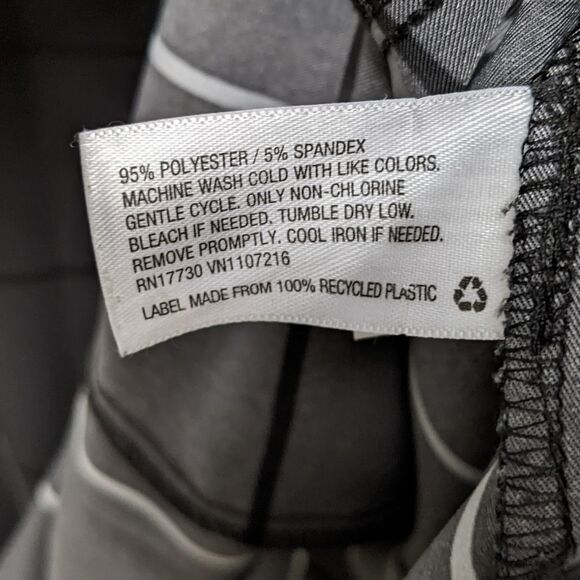 95% POLYESTER / 5% SPANDEX
MACHINE WASH COLD WITH LIKE COLORS.
GENTLE CYCLE. ONLY NON-CHLORINE
BLEACH IF NEEDED. TUMBLE DRY LOW.
REMOVE PROMPTLY. COOL IRON IF NEEDED.
RN17730 VN1107216
LABEL MADE FROM 100% RECYCLED PLASTIC